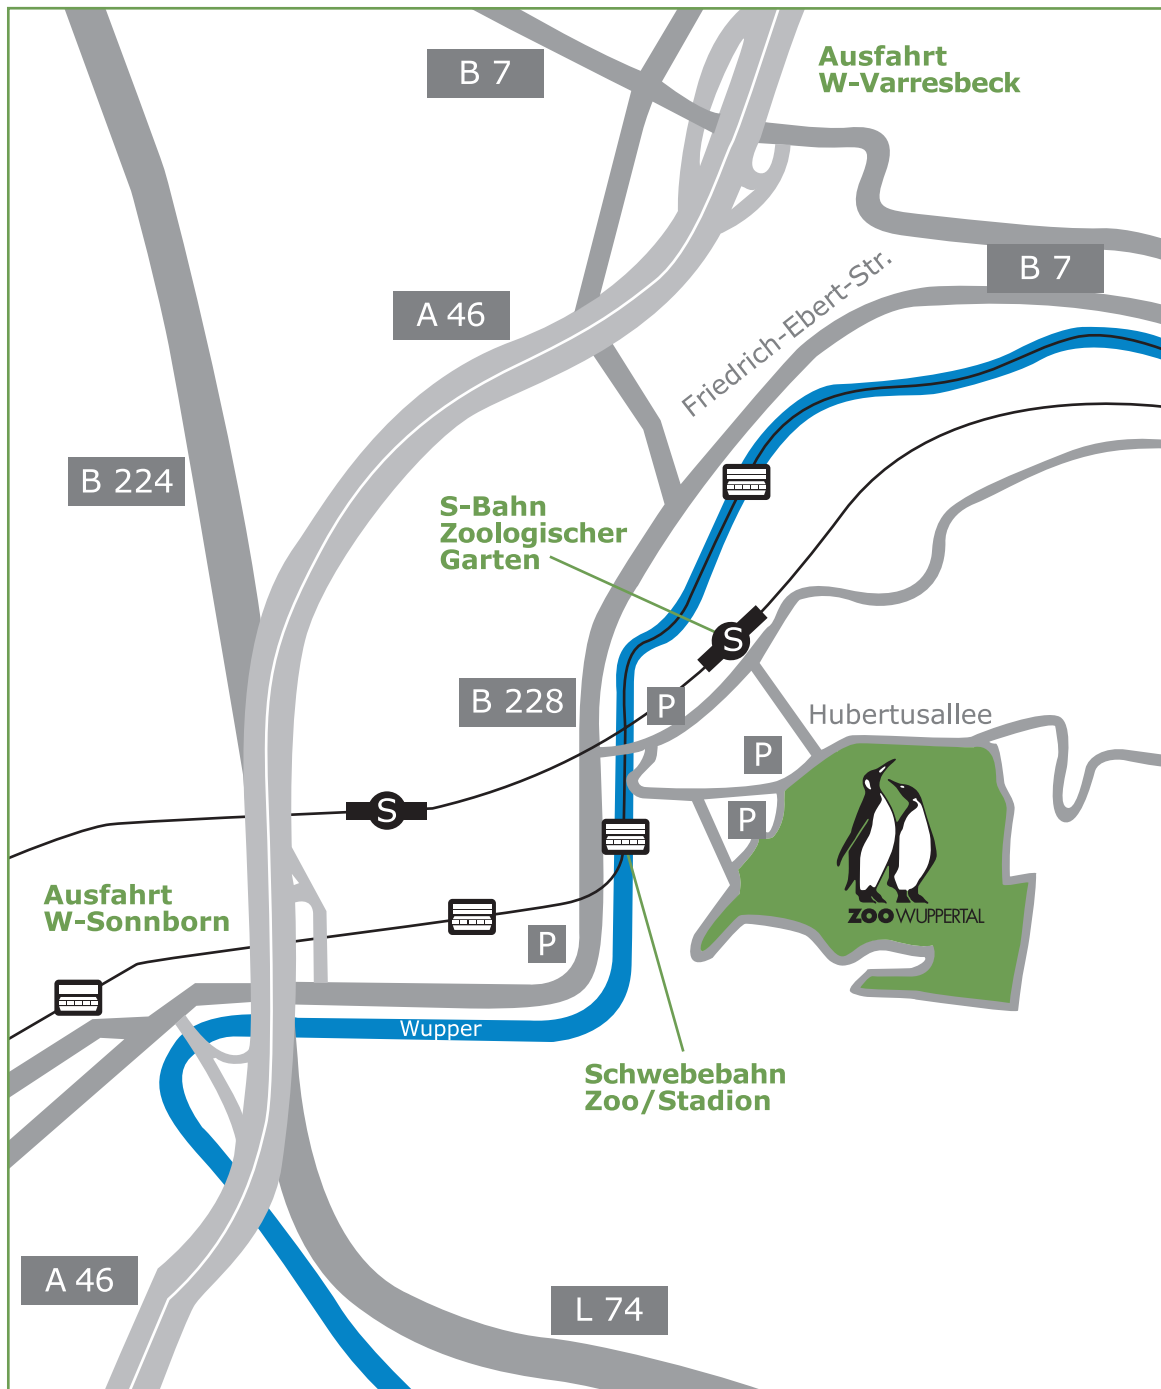 Ausfahrt
W-Varresbeck
B 7
B 7
Friedrich-Ebert-Str.
A 46
B 224
S-Bahn
Zoologischer
Garten
S
B 228
P
Hubertusallee
P
S
P
Ausfahrt
W-Sonnborn
ZOO WUPPERTAL
P
Wupper
Schwebebahn
Zoo/Stadion
A 46
L 74